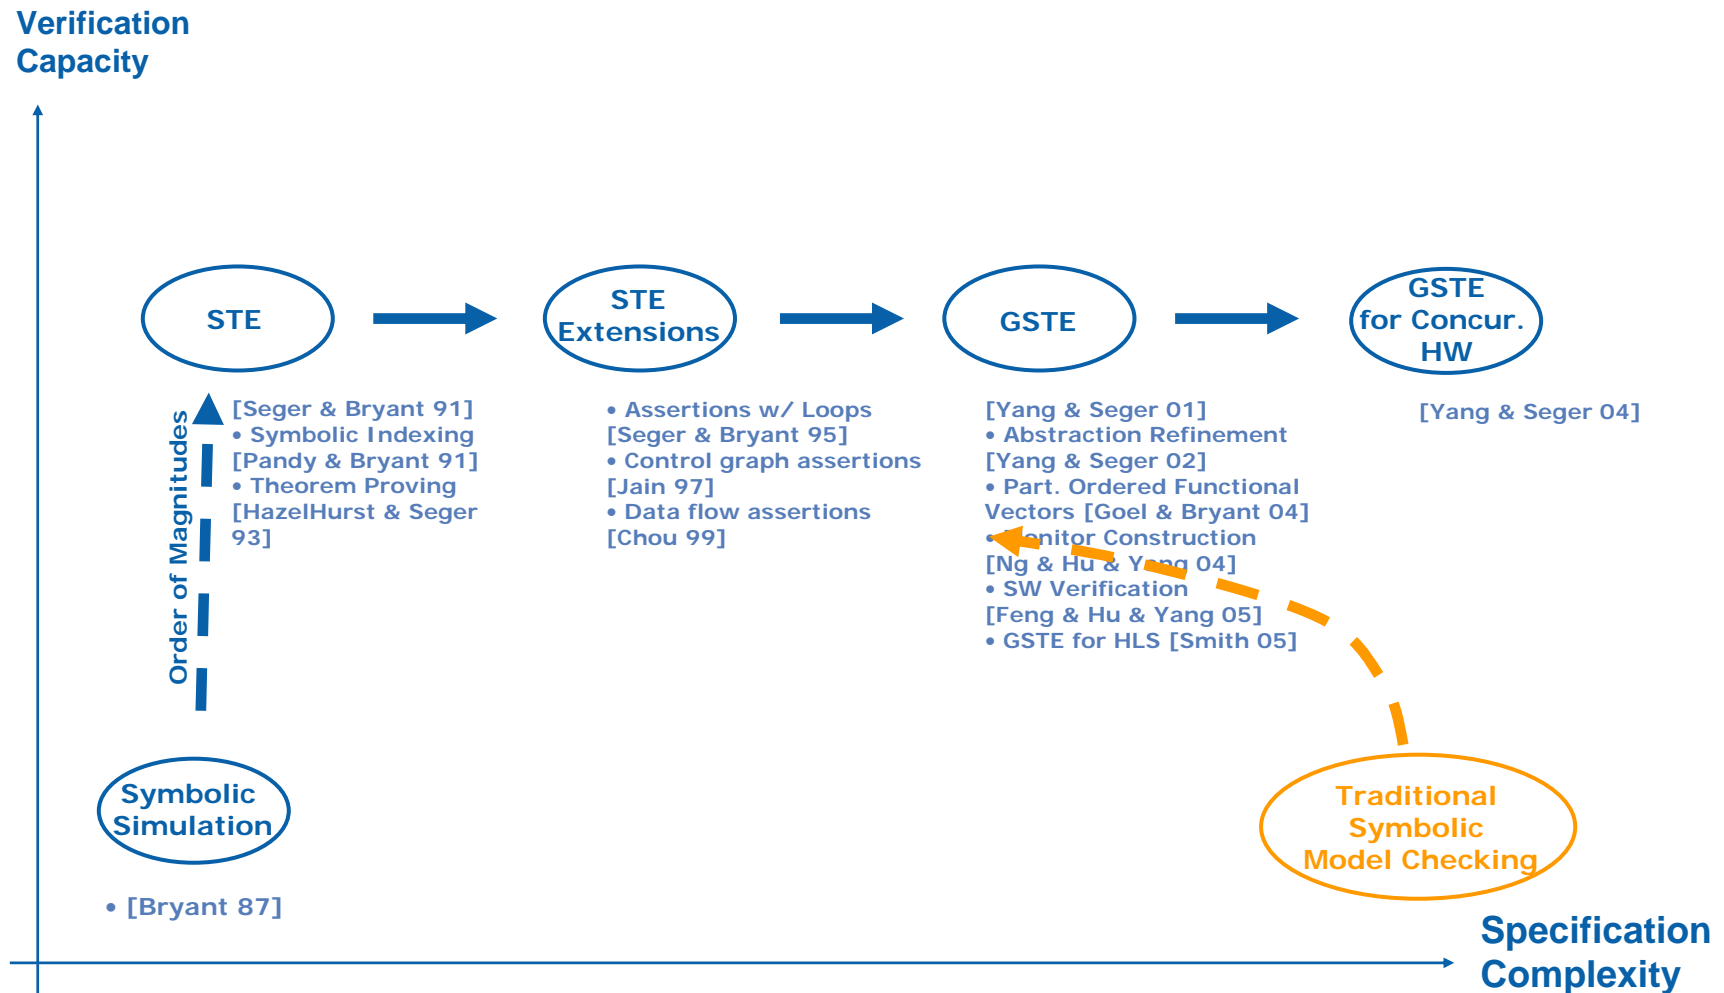 Verification
Capacity
STE
STE
Extensions
GSTE
GSTE
for Concur.
HW
Order of Magnitudes
[Seger & Bryant 91]
• Symbolic Indexing
[Pandy & Bryant 91]
• Theorem Proving
[HazelHurst & Seger
93]
• Assertions w/ Loops
[Seger & Bryant 95]
• Control graph assertions
[Jain 97]
• Data flow assertions
[Chou 99]
[Yang & Seger 01]
• Abstraction Refinement
[Yang & Seger 02]
• Part. Ordered Functional
Vectors [Goel & Bryant 04]
• Monitor Construction
[Ng & Hu & Yang 04]
• SW Verification
[Feng & Hu & Yang 05]
• GSTE for HLS [Smith 05]
[Yang & Seger 04]
Symbolic
Simulation
• [Bryant 87]
Traditional
Symbolic
Model Checking
Specification
Complexity